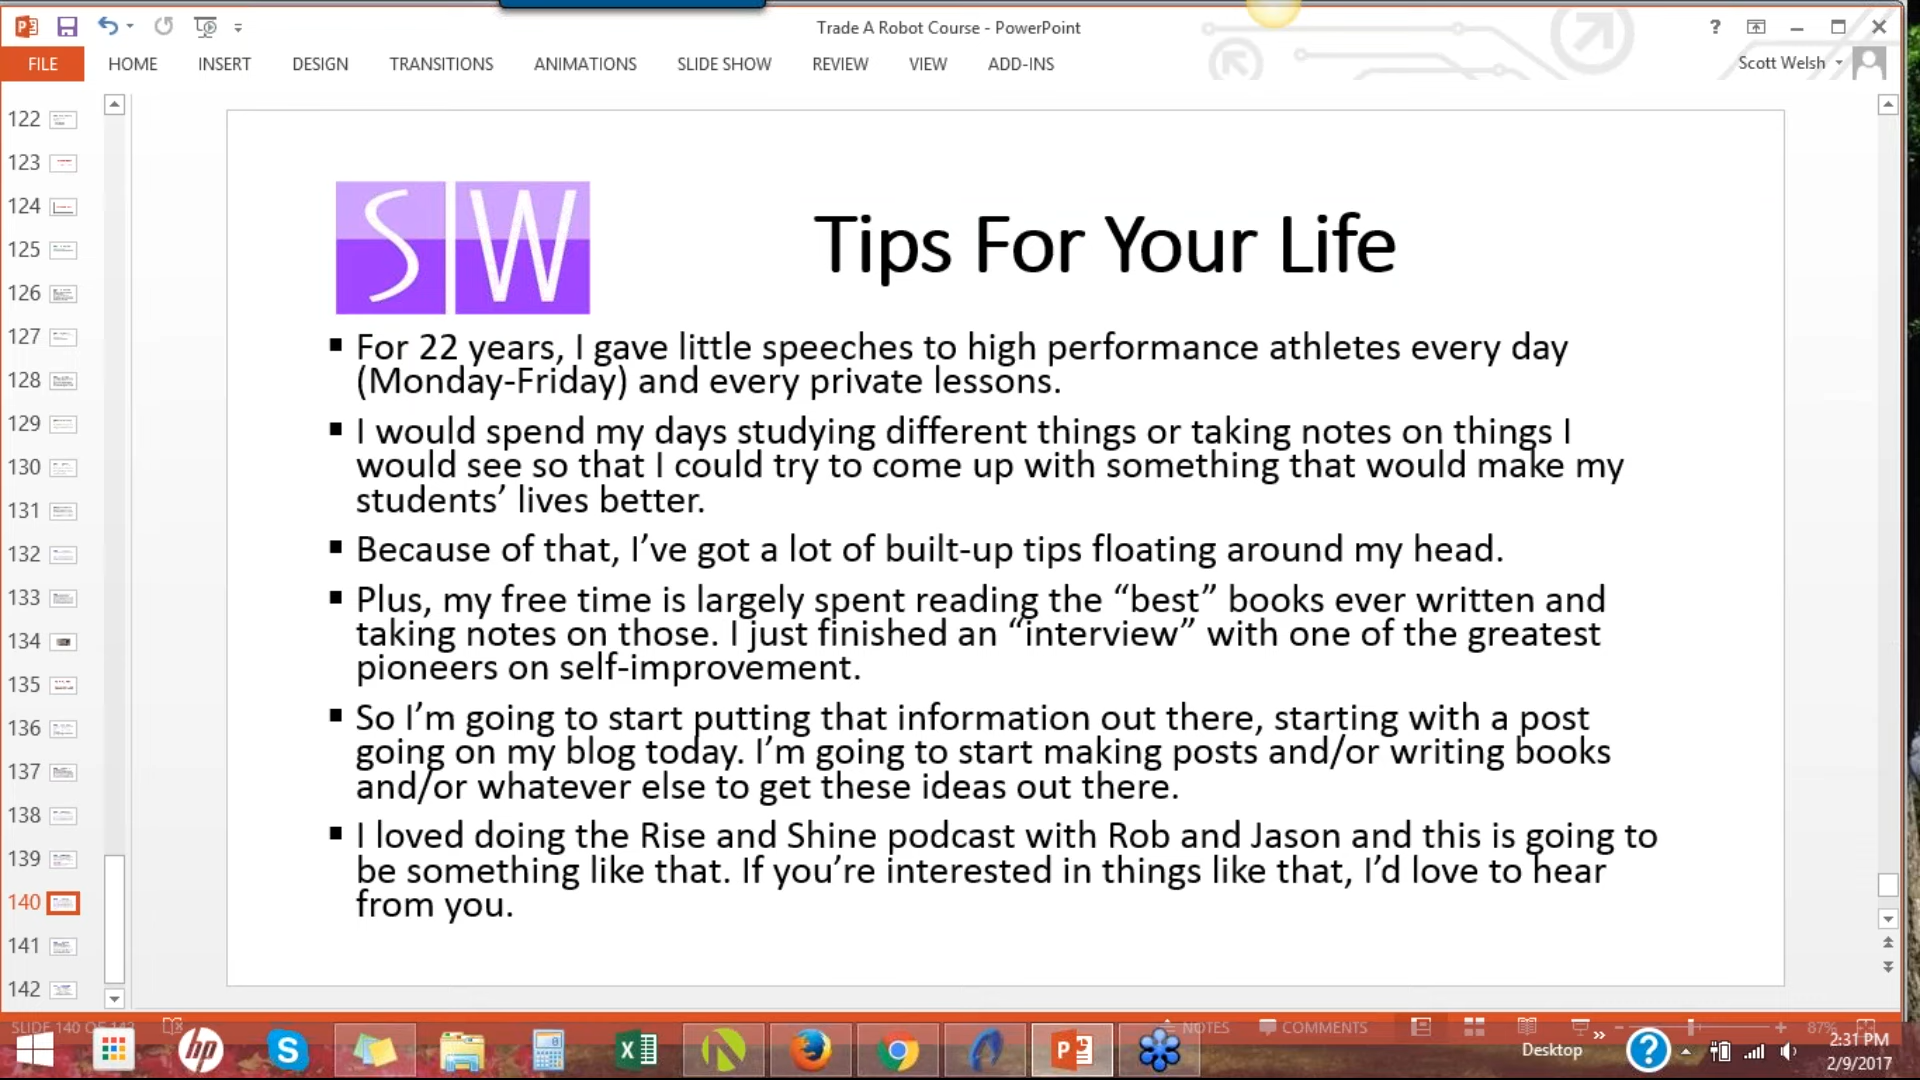 Trade A Robot Course - PowerPoint
?
FILE
HOME
INSERT
DESIGN
TRANSITIONS
ANIMATIONS
SLIDE SHOW
REVIEW
VIEW
ADD-INS
Scott Welsh
122
123
124
125
126
127
128
129
130
131
132
133
134
135
136
137
138
139
140
141
142
SW
Tips For Your Life
▪ For 22 years, I gave little speeches to high performance athletes every day
(Monday-Friday) and every private lessons.
▪ I would spend my days studying different things or taking notes on things I
would see so that I could try to come up with something that would make my
students’ lives better.
▪ Because of that, I’ve got a lot of built-up tips floating around my head.
▪ Plus, my free time is largely spent reading the “best” books ever written and
taking notes on those. I just finished an “interview” with one of the greatest
pioneers on self-improvement.
▪ So I’m going to start putting that information out there, starting with a post
going on my blog today. I’m going to start making posts and/or writing books
and/or whatever else to get these ideas out there.
▪ I loved doing the Rise and Shine podcast with Rob and Jason and this is going to
be something like that. If you’re interested in things like that, I’d love to hear
from you.
SLIDE 140 OF 142
NOTES
COMMENTS
87%
hp
Desktop
2:31 PM
2/9/2017